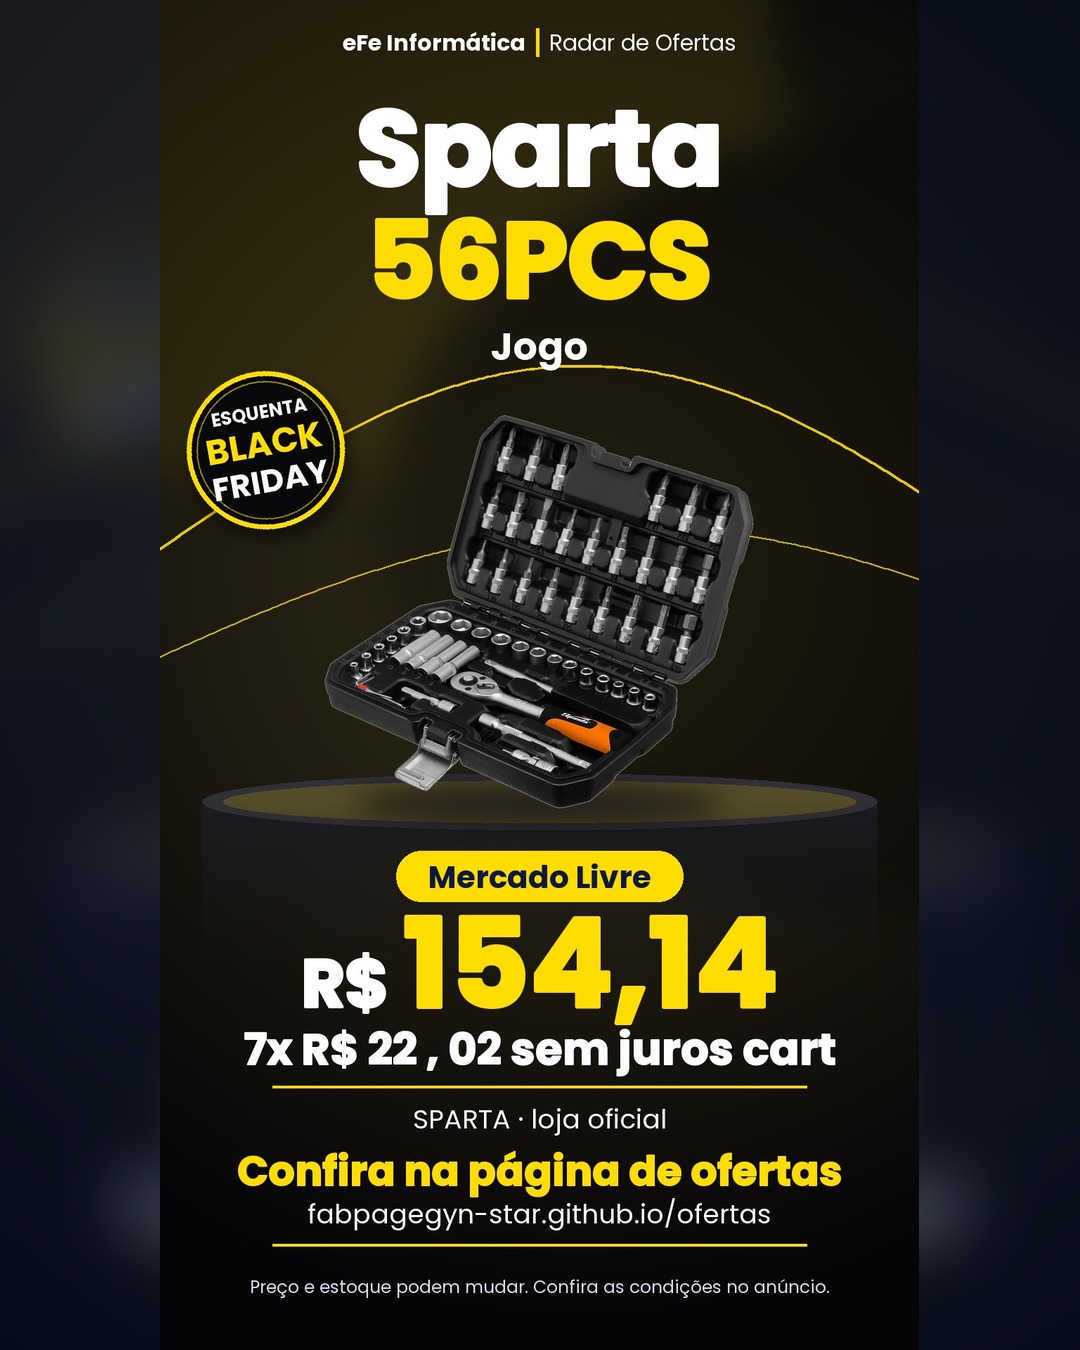 eFe Informática | Radar de Ofertas
Sparta
56PCS
Jogo
ESQUENTA
BLACK
FRIDAY
Mercado Livre
R$ 154,14
7x R$ 22 , 02 sem juros cart
SPARTA · loja oficial
Confira na página de ofertas
fabpagegyn-star.github.io/ofertas
Preço e estoque podem mudar. Confira as condições no anúncio.